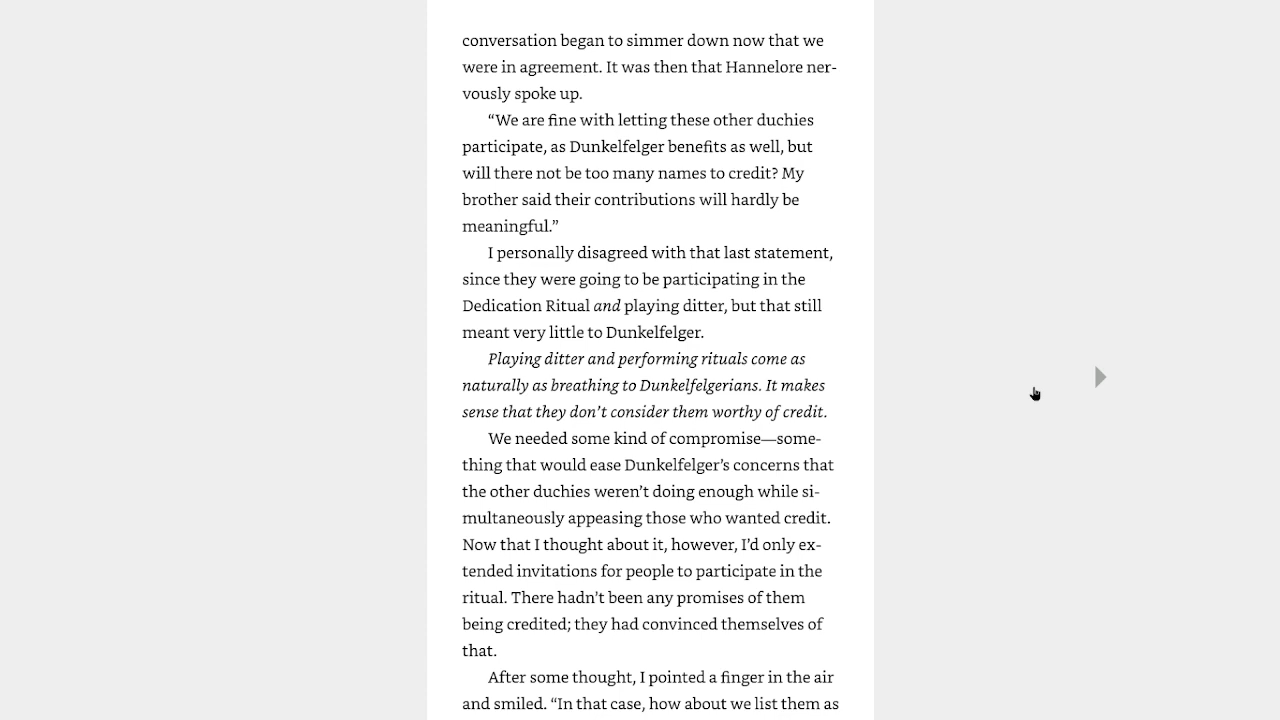 conversation began to simmer down now that we
were in agreement. It was then that Hannelore ner-
vously spoke up.
“We are fine with letting these other duchies
participate, as Dunkelfelger benefits as well, but
will there not be too many names to credit? My
brother said their contributions will hardly be
meaningful.”
I personally disagreed with that last statement,
since they were going to be participating in the
Dedication Ritual and playing ditter, but that still
meant very little to Dunkelfelger.
Playing ditter and performing rituals come as
naturally as breathing to Dunkelfelgerians. It makes
sense that they don’t consider them worthy of credit.
We needed some kind of compromise—some-
thing that would ease Dunkelfelger’s concerns that
the other duchies weren’t doing enough while si-
multaneously appeasing those who wanted credit.
Now that I thought about it, however, I’d only ex-
tended invitations for people to participate in the
ritual. There hadn’t been any promises of them
being credited; they had convinced themselves of
that.
After some thought, I pointed a finger in the air
and smiled. “In that case, how about we list them as